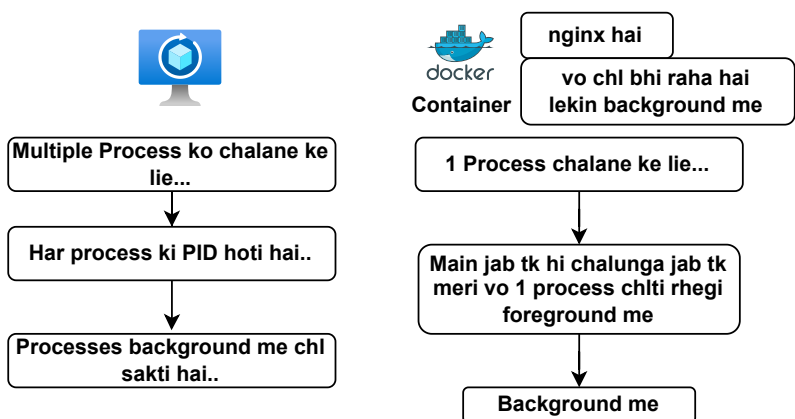 nginx hai
docker
Container
vo chl bhi raha hai
lekin background me
Multiple Process ko chalane ke
lie...
Har process ki PID hoti hai..
Processes background me chl
sakti hai..
1 Process chalane ke lie...
Main jab tk hi chalunga jab tk
meri vo 1 process chlti rhegi
foreground me
Background me